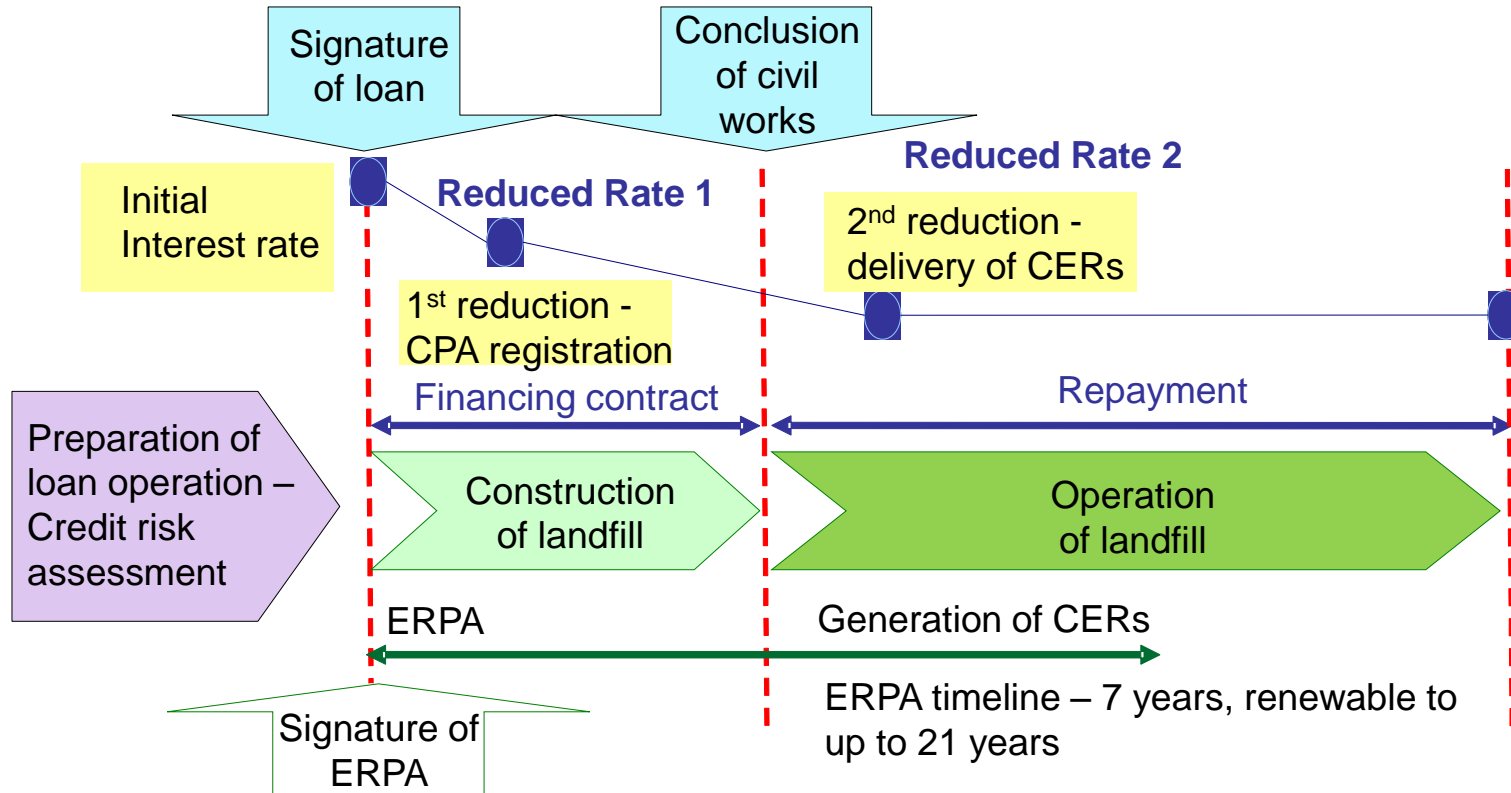 Signature
of loan
Conclusion
of civil
works
Initial
Interest rate
Reduced Rate 1
Reduced Rate 2
1st reduction -
CPA registration
2nd reduction -
delivery of CERs
Financing contract
Repayment
Preparation of
loan operation –
Credit risk
assessment
Construction
of landfill
Operation
of landfill
ERPA
Generation of CERs
ERPA timeline – 7 years, renewable to
up to 21 years
Signature of
ERPA